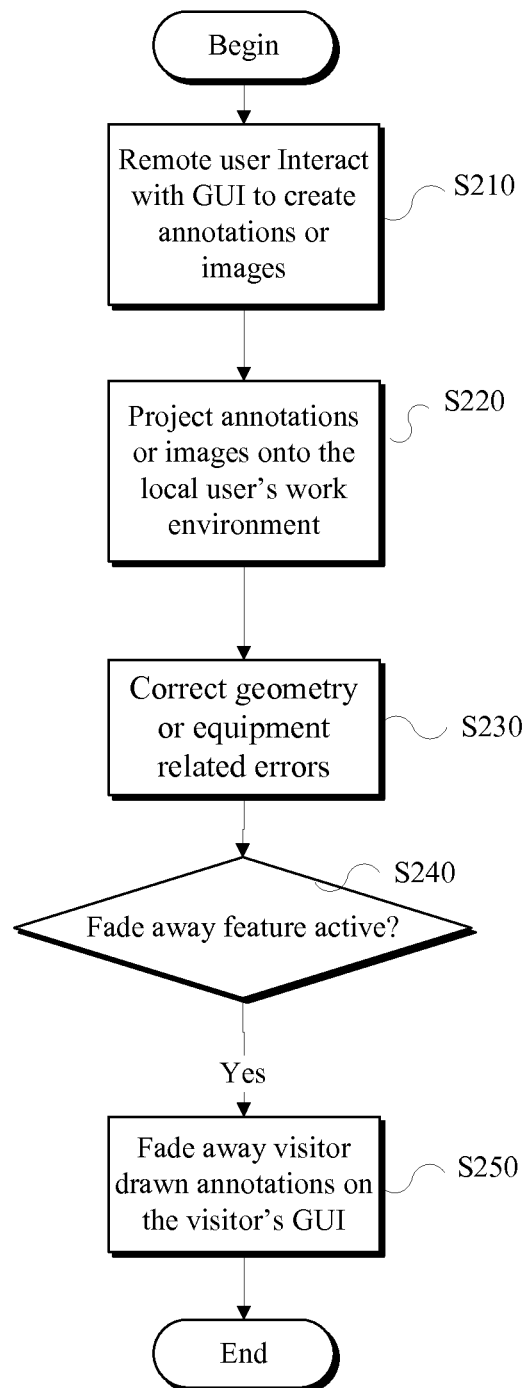 Begin
Remote user Interact
with GUI to create
annotations or
images
S210
Project annotations
or images onto the
local user's work
environment
S220
Correct geometry
or equipment
related errors
S230
S240
Fade away feature active?
Yes
Fade away visitor
drawn annotations on
the visitor's GUI
S250
End